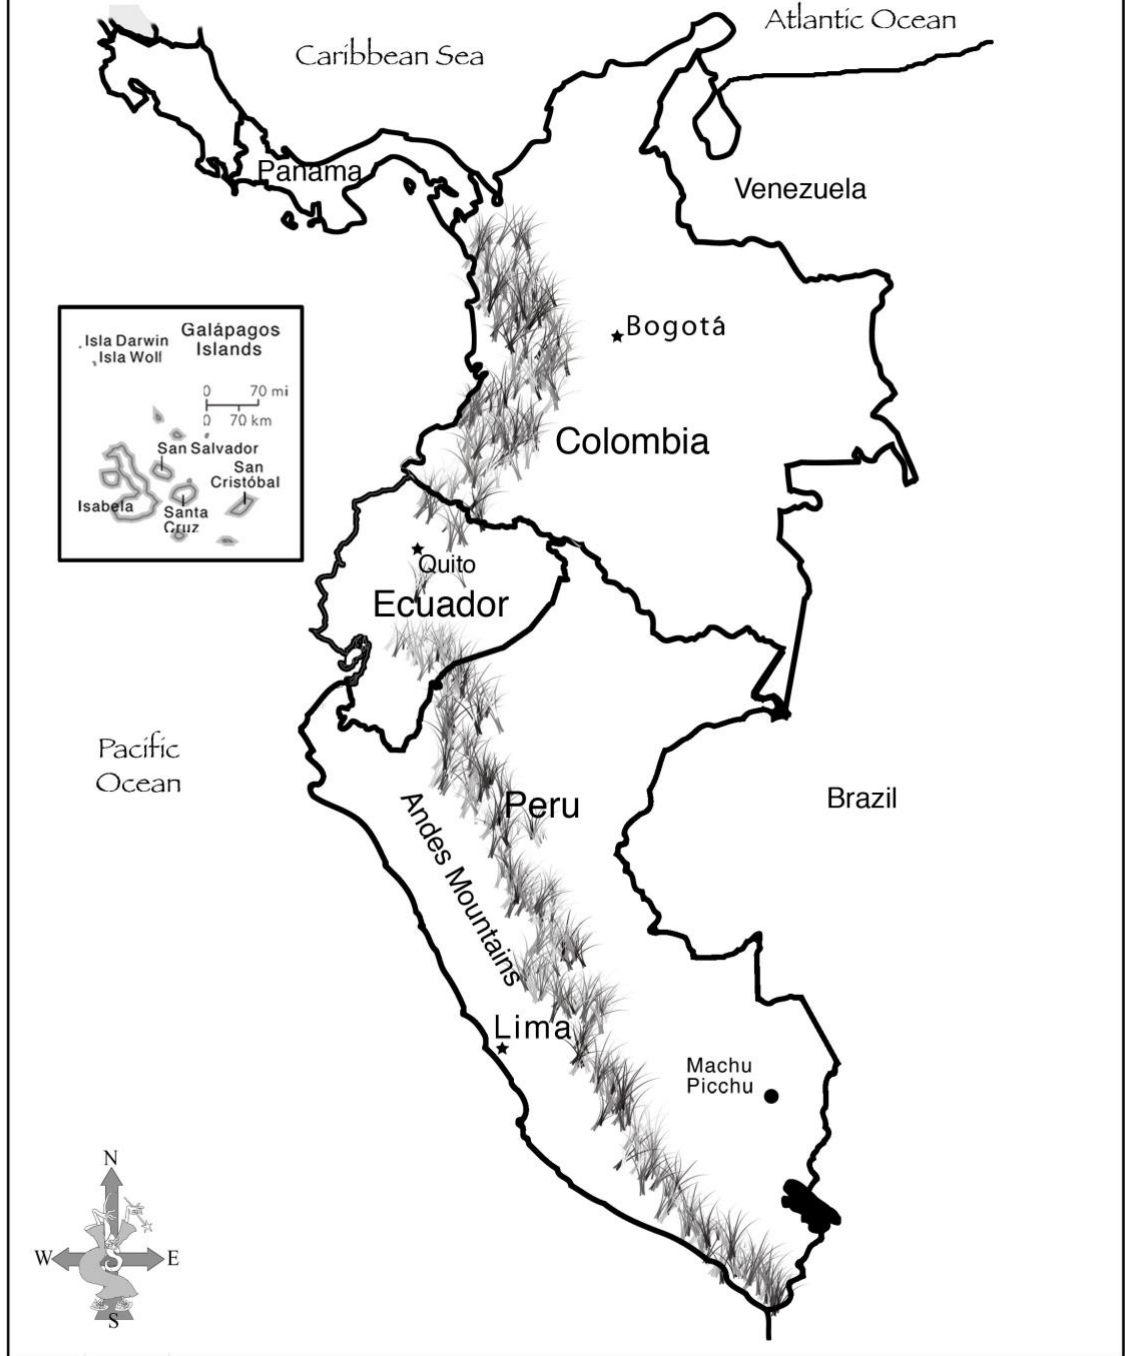 Atlantic Ocean
Caribbean Sea
Panama
Venezuela
Bogotá
Galápagos
Islands
Isla Darwin
Isla Woll
0 70 mi
0 70 km
San Salvador
San
Cristóbal
Isabela
Santa
Cruz
Colombia
Quito
Ecuador
Pacific
Ocean
Peru
Brazil
Andes Mountains
Lima
Machu
Picchu
N
W E
S